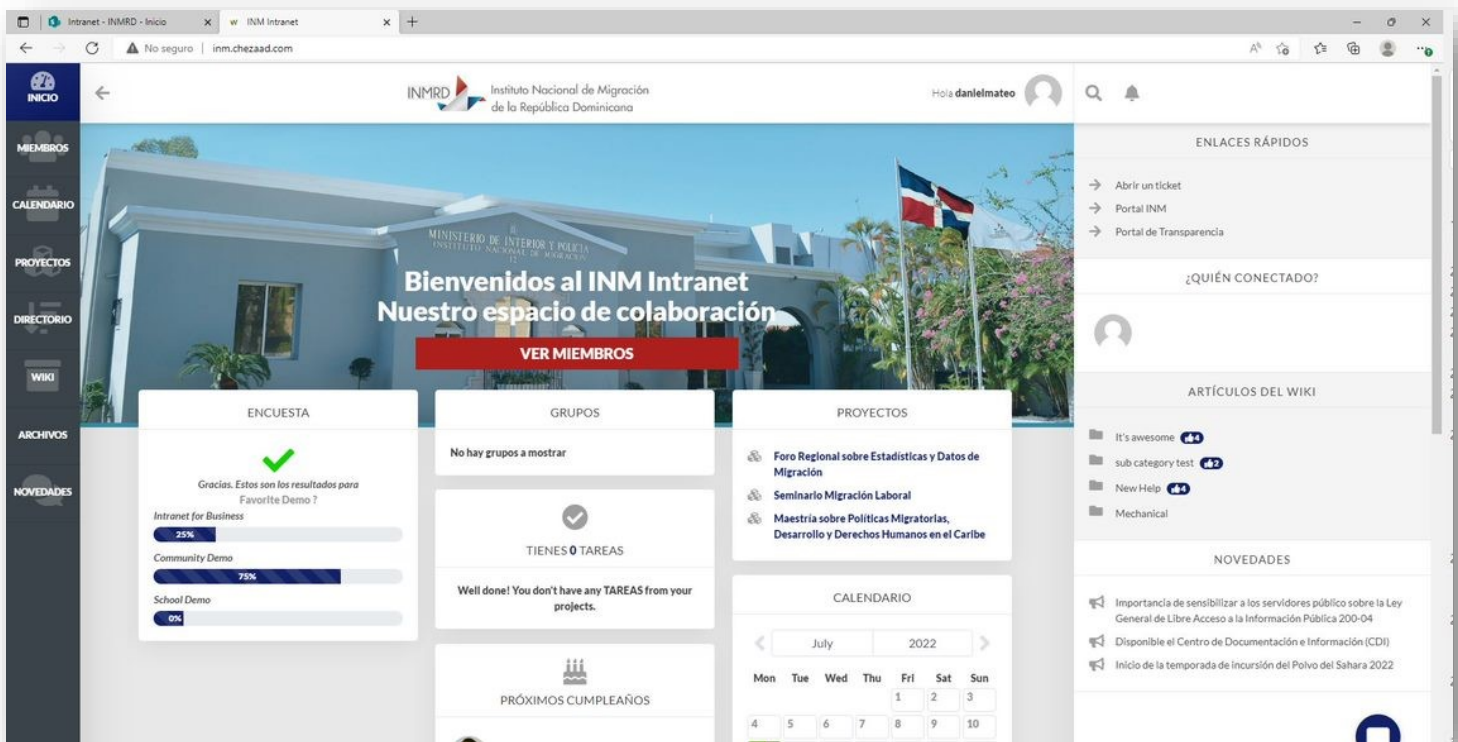 Intranet - INMRD - Inicio
w INM Intranet
No seguro | inm.chezaad.com
INICIO
MIEMBROS
CALENDARIO
PROYECTOS
DIRECTORIO
WIKI
ARCHIVOS
NOVEDADES
INMRD
Instituto Nacional de Migración
de la República Dominicana
Hola danielmateo
MINISTERIO DE INTERIOR Y POLICIA
INSTITUTO NACIONAL DE MIGRACION
12
Bienvenidos al INM Intranet
Nuestro espacio de colaboración
VER MIEMBROS
ENCUESTA
Gracias. Estos son los resultados para
Favorite Demo ?
Intranet for Business
25%
Community Demo
75%
School Demo
0%
GRUPOS
No hay grupos a mostrar
TIENES 0 TAREAS
Well done! You don't have any TAREAS from your
projects.
PRÓXIMOS CUMPLEAÑOS
PROYECTOS
Foro Regional sobre Estadísticas y Datos de
Migración
Seminario Migración Laboral
Maestría sobre Políticas Migratorias,
Desarrollo y Derechos Humanos en el Caribe
CALENDARIO
July 2022
Mon Tue Wed Thu Fri Sat Sun
1 2 3
4 5 6 7 8 9 10
ENLACES RÁPIDOS
Abrir un ticket
Portal INM
Portal de Transparencia
¿QUIÉN CONECTADO?
ARTÍCULOS DEL WIKI
It's awesome 4
sub category test 2
New Help 4
Mechanical
NOVEDADES
Importancia de sensibilizar a los servidores público sobre la Ley
General de Libre Acceso a la Información Pública 200-04
Disponible el Centro de Documentación e Información (CDI)
Inicio de la temporada de incursión del Polvo del Sahara 2022